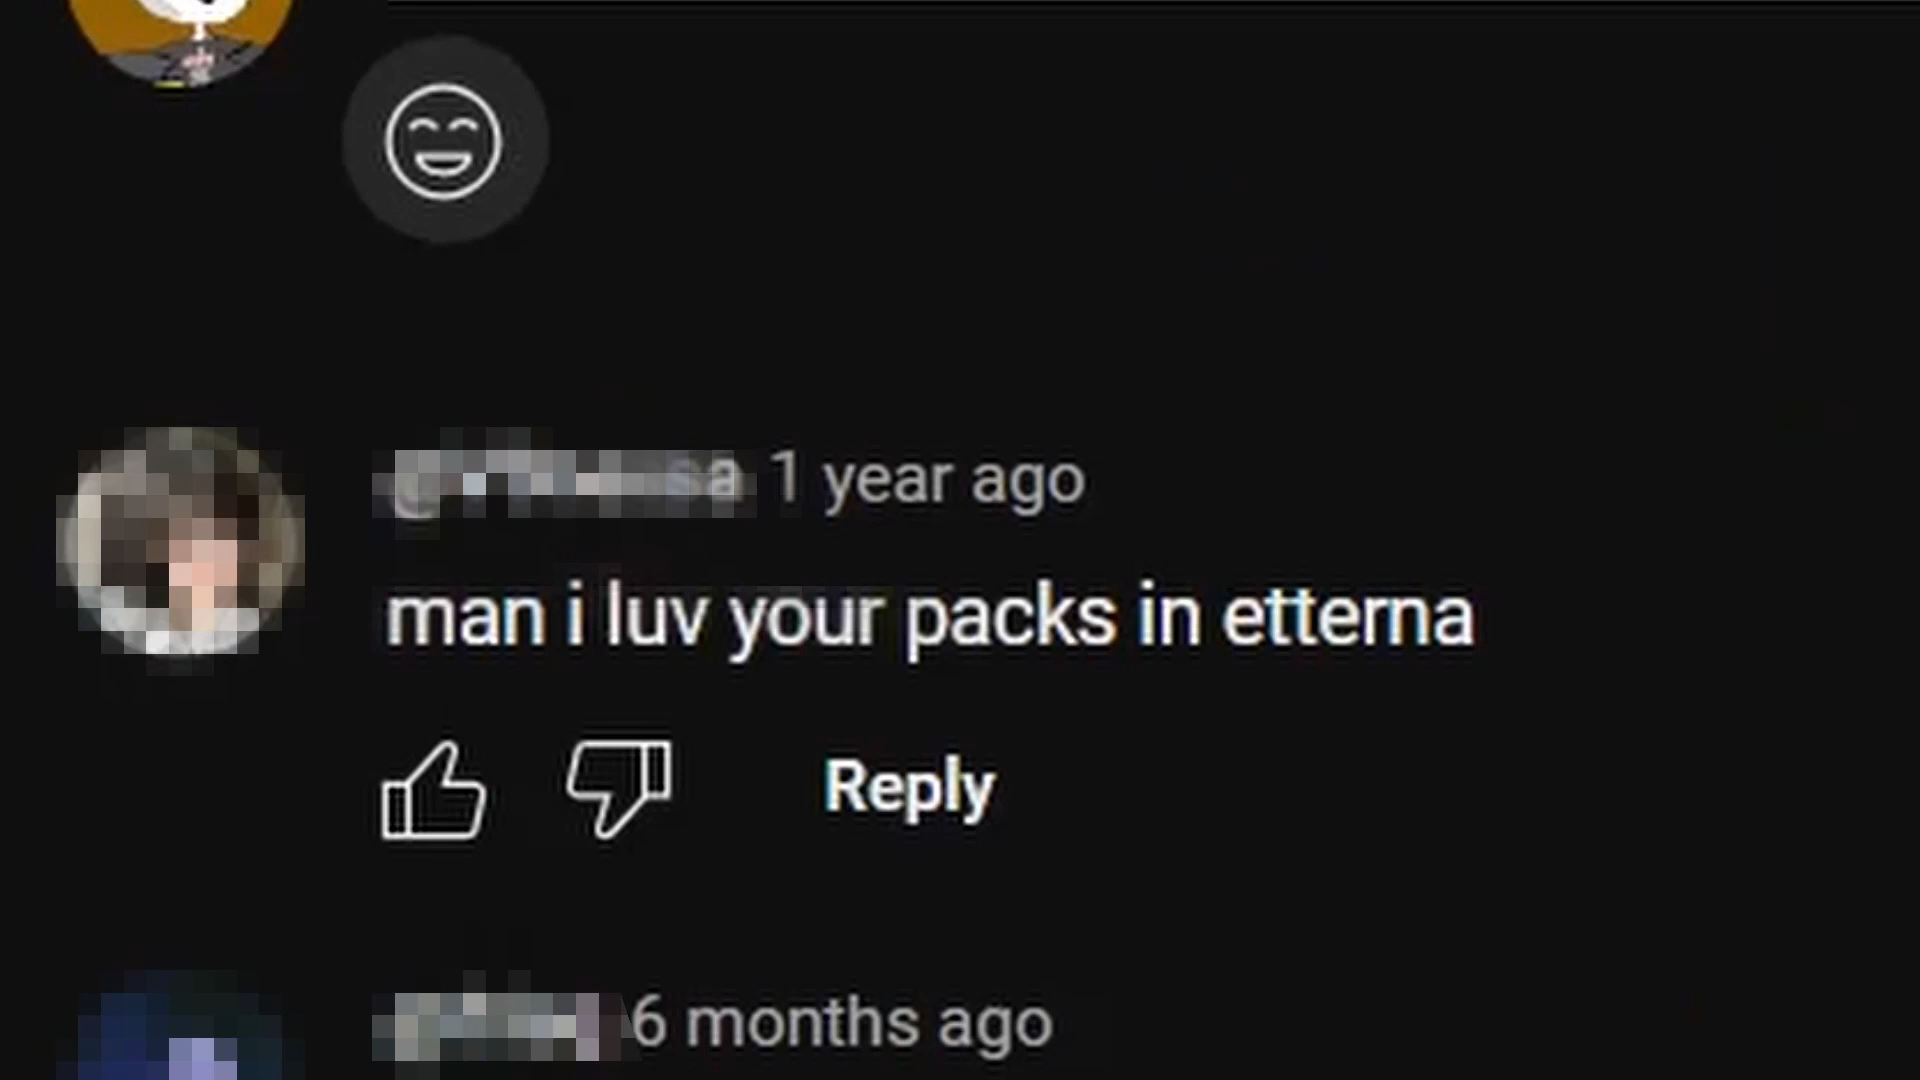 1 year ago
man i luv your packs in etterna
Reply
6 months ago